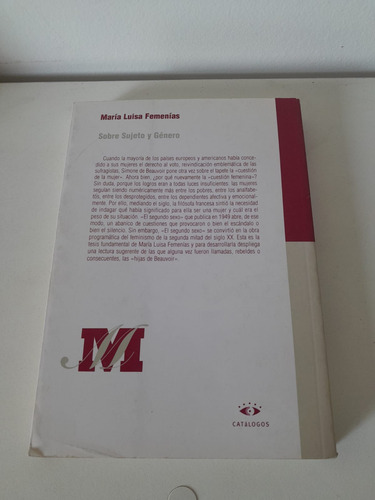 María Luisa Femenías
Sobre Sujeto y Género
Cuando la mayoría de los países europeos y americanos había conce-
dido a sus mujeres el derecho al voto, reivindicación emblemática de las
sufragistas, Simone de Beauvoir pone otra vez sobre el tapete la «cuestión
de la mujer». Ahora bien, ¿por qué nuevamente la «cuestión femenina»?
Sin duda, porque los logros eran a todas luces insuficientes: las mujeres
seguían siendo numéricamente más entre los pobres, entre los analfabe-
tos, entre los desprotegidos, entre los dependientes afectiva y emocional-
mente. Por ello, mediando el siglo, la filósofa francesa sintió la necesidad
de indagar qué había significado para ella ser una mujer y cuál era el
peso de su situación. «El segundo sexo» que publica en 1949 abre, de ese
modo, un abanico de cuestiones que provocaron o bien el escándalo o
bien el silencio. Sin embargo, «El segundo sexo» se convirtió en la obra
programática del feminismo de la segunda mitad del siglo XX. Esta es la
tesis fundamental de María Luisa Femenías y para desarrollarla despliega
una lectura sugerente de las que alguna vez fueron llamadas, rebeldes o
consecuentes, las «hijas de Beauvoir».
M
CATÁLOGOS